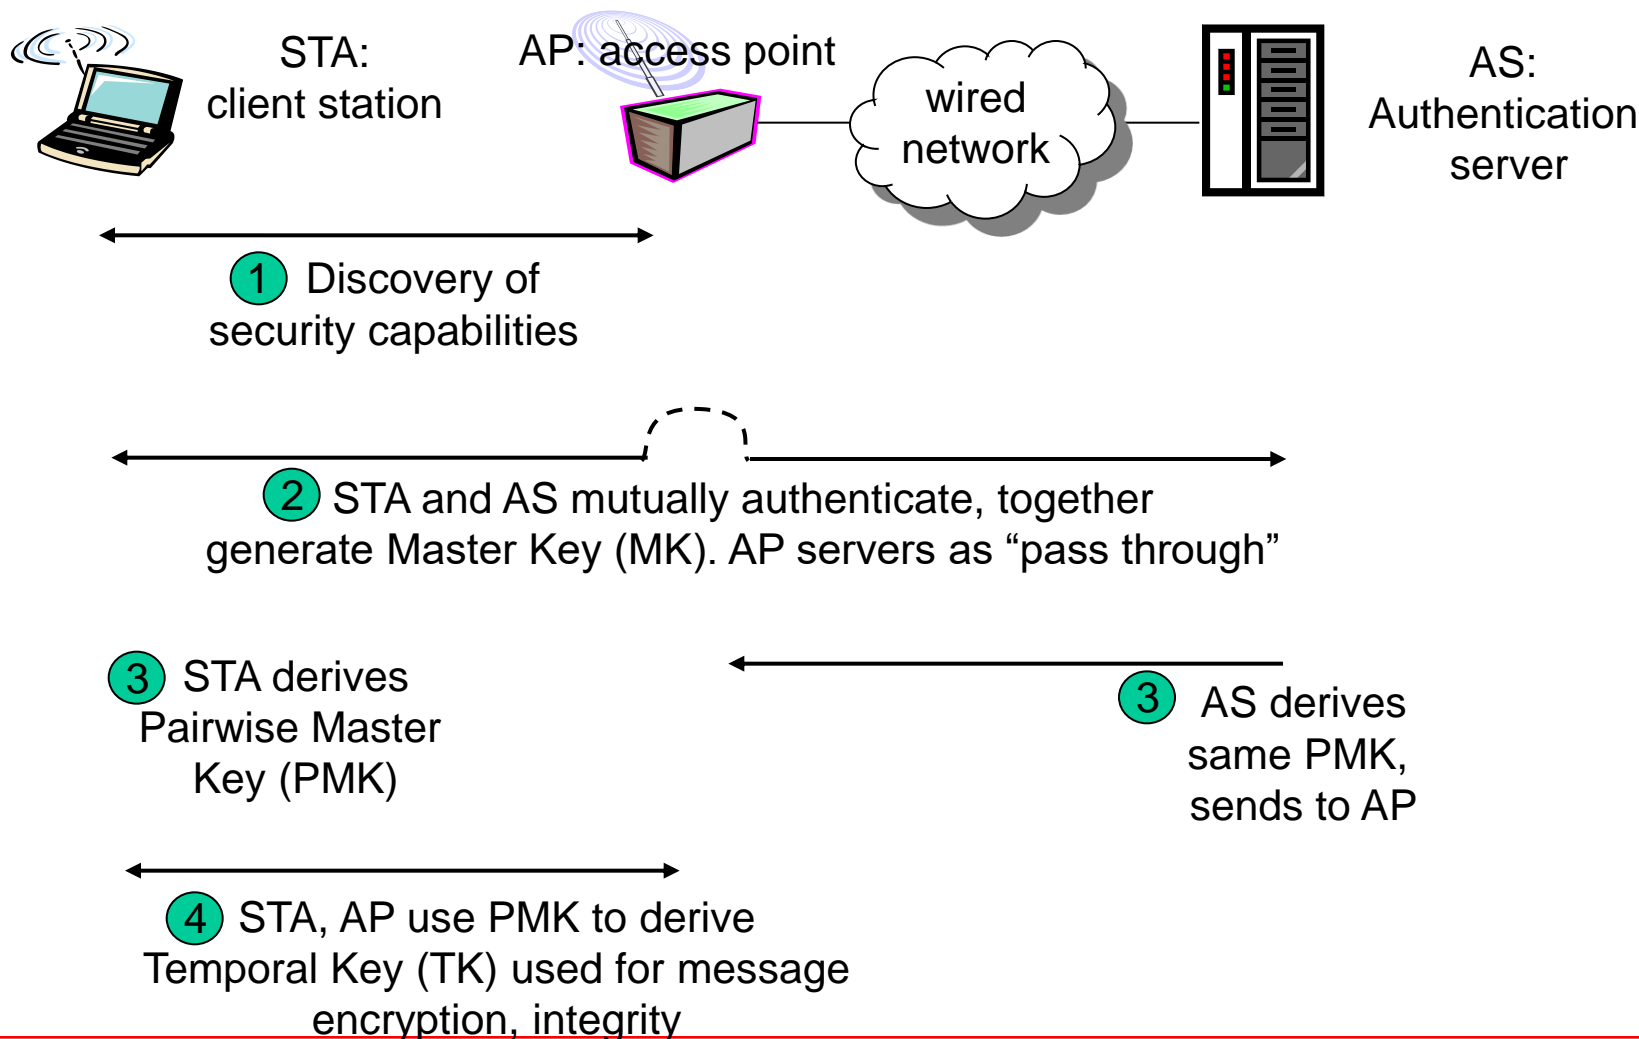 STA:
client station
AP: access point
wired
network
AS:
Authentication
server
1 Discovery of
security capabilities
2 STA and AS mutually authenticate, together
generate Master Key (MK). AP servers as “pass through”
3 STA derives
Pairwise Master
Key (PMK)
3 AS derives
same PMK,
sends to AP
4 STA, AP use PMK to derive
Temporal Key (TK) used for message
encryption, integrity